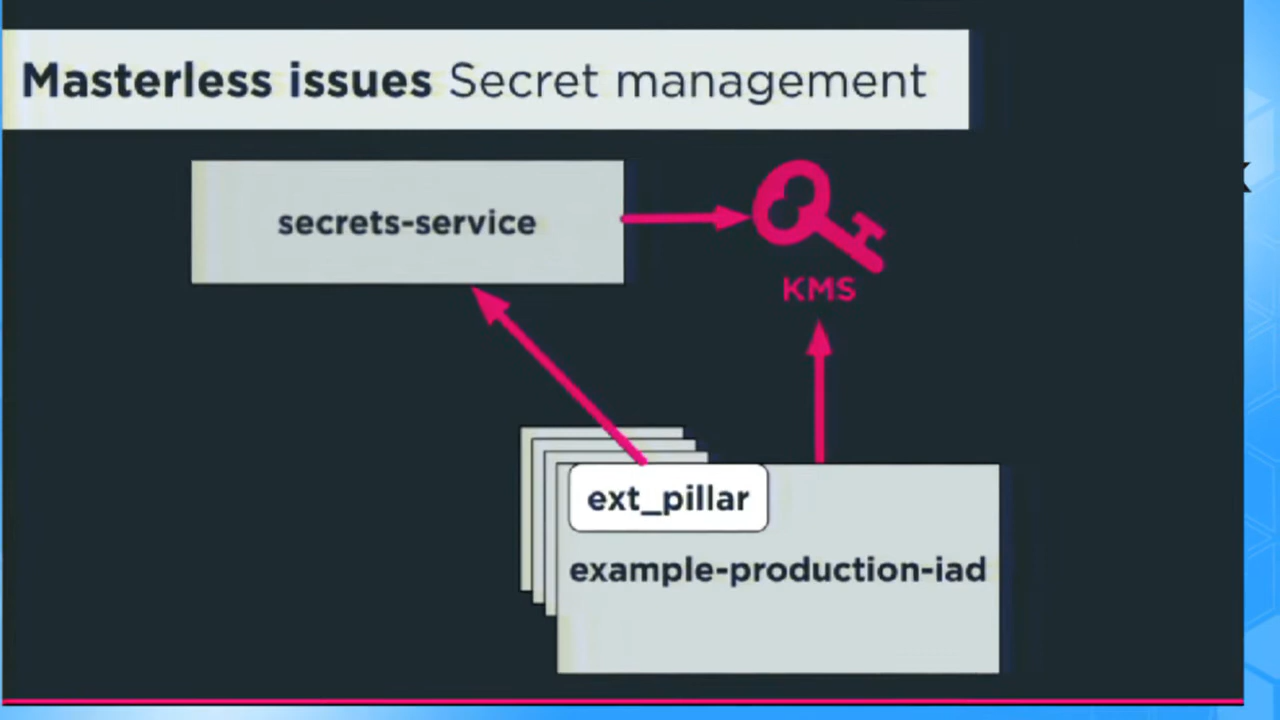 Masterless issues Secret management
secrets-service
KMS
ext_pillar
example-production-iad